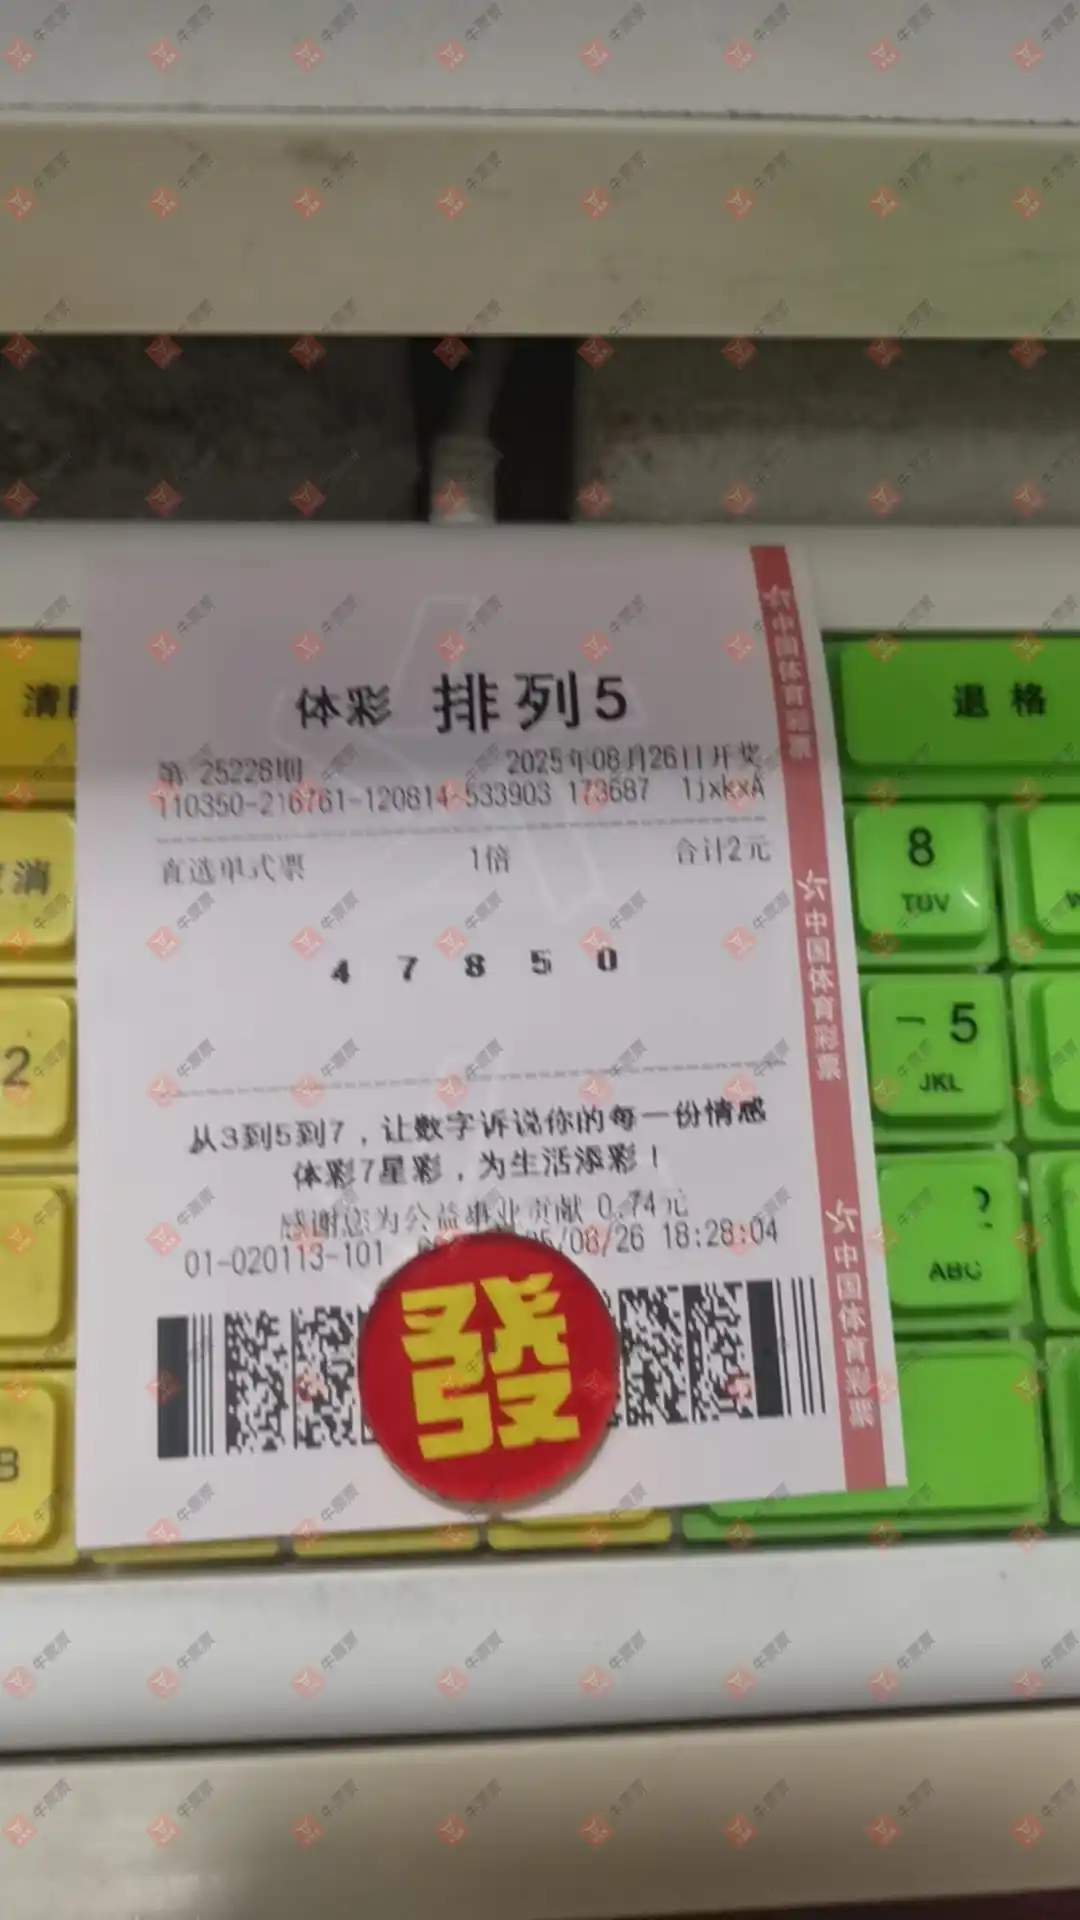 体彩 排列5
第 25228期 2025年08月26日开奖
110350-216761-120814-533903 173687 1jxkxA
直选单式票 1倍 合计2元
4 7 8 5 0
从3到5到7，让数字诉说你的每一份情感
体彩7星彩，为生活添彩！
感谢您为公益事业贡献 0.74元
01-020113-101 5/08/26 18:28:04
發
中国体育彩票
中国体育彩票
中国体育彩票
退格
8
TUV
5
JKL
ABC
2
牛票票